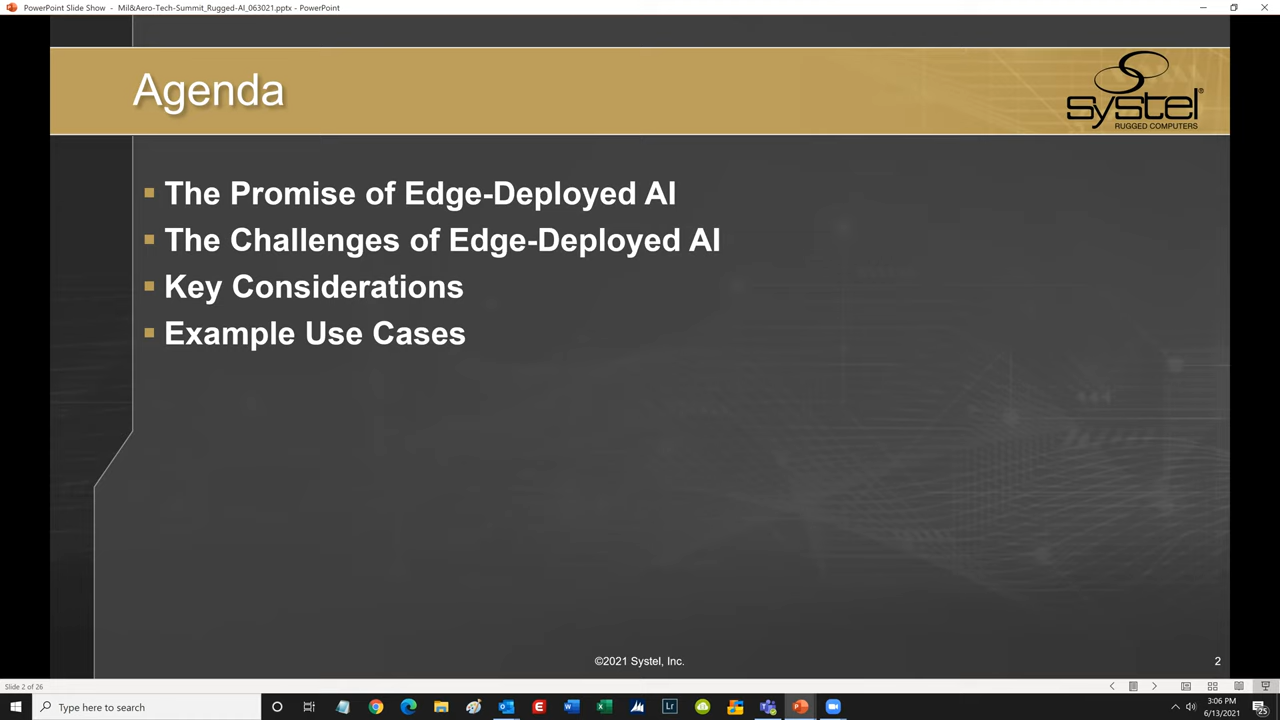 PowerPoint Slide Show - Mil&Aero-Tech-Summit_Rugged-AI_063021.pptx - PowerPoint
Agenda
systel®
RUGGED COMPUTERS
The Promise of Edge-Deployed AI
The Challenges of Edge-Deployed AI
Key Considerations
Example Use Cases
©2021 Systel, Inc.
2
Slide 2 of 26
Type here to search
3:06 PM
6/13/2021
25